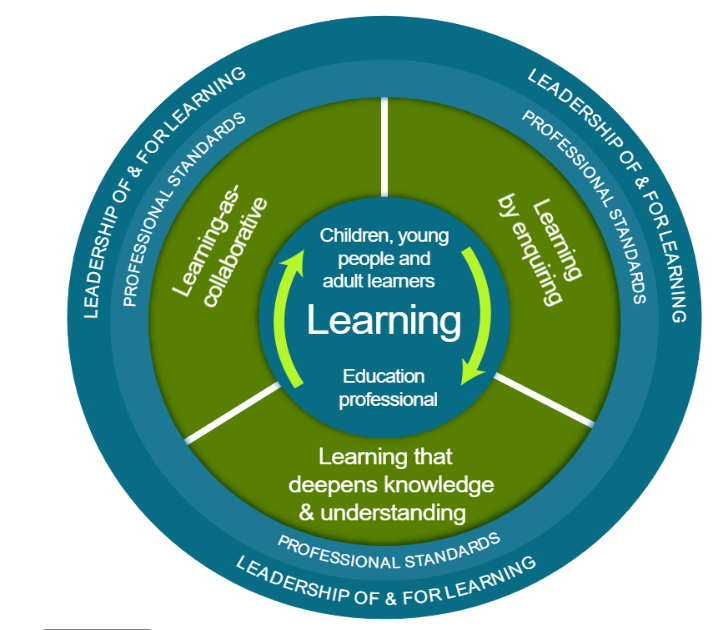 LEADERSHIP OF & FOR LEARNING
LEADERSHIP OF & FOR LEARNING
PROFESSIONAL STANDARDS
PROFESSIONAL STANDARDS
Learning-as-
collaborative
Learning
by enquiring
Children, young
people and
adult learners
Learning
Education
professional
Learning that
deepens knowledge
& understanding
PROFESSIONAL STANDARDS
LEADERSHIP OF & FOR LEARNING